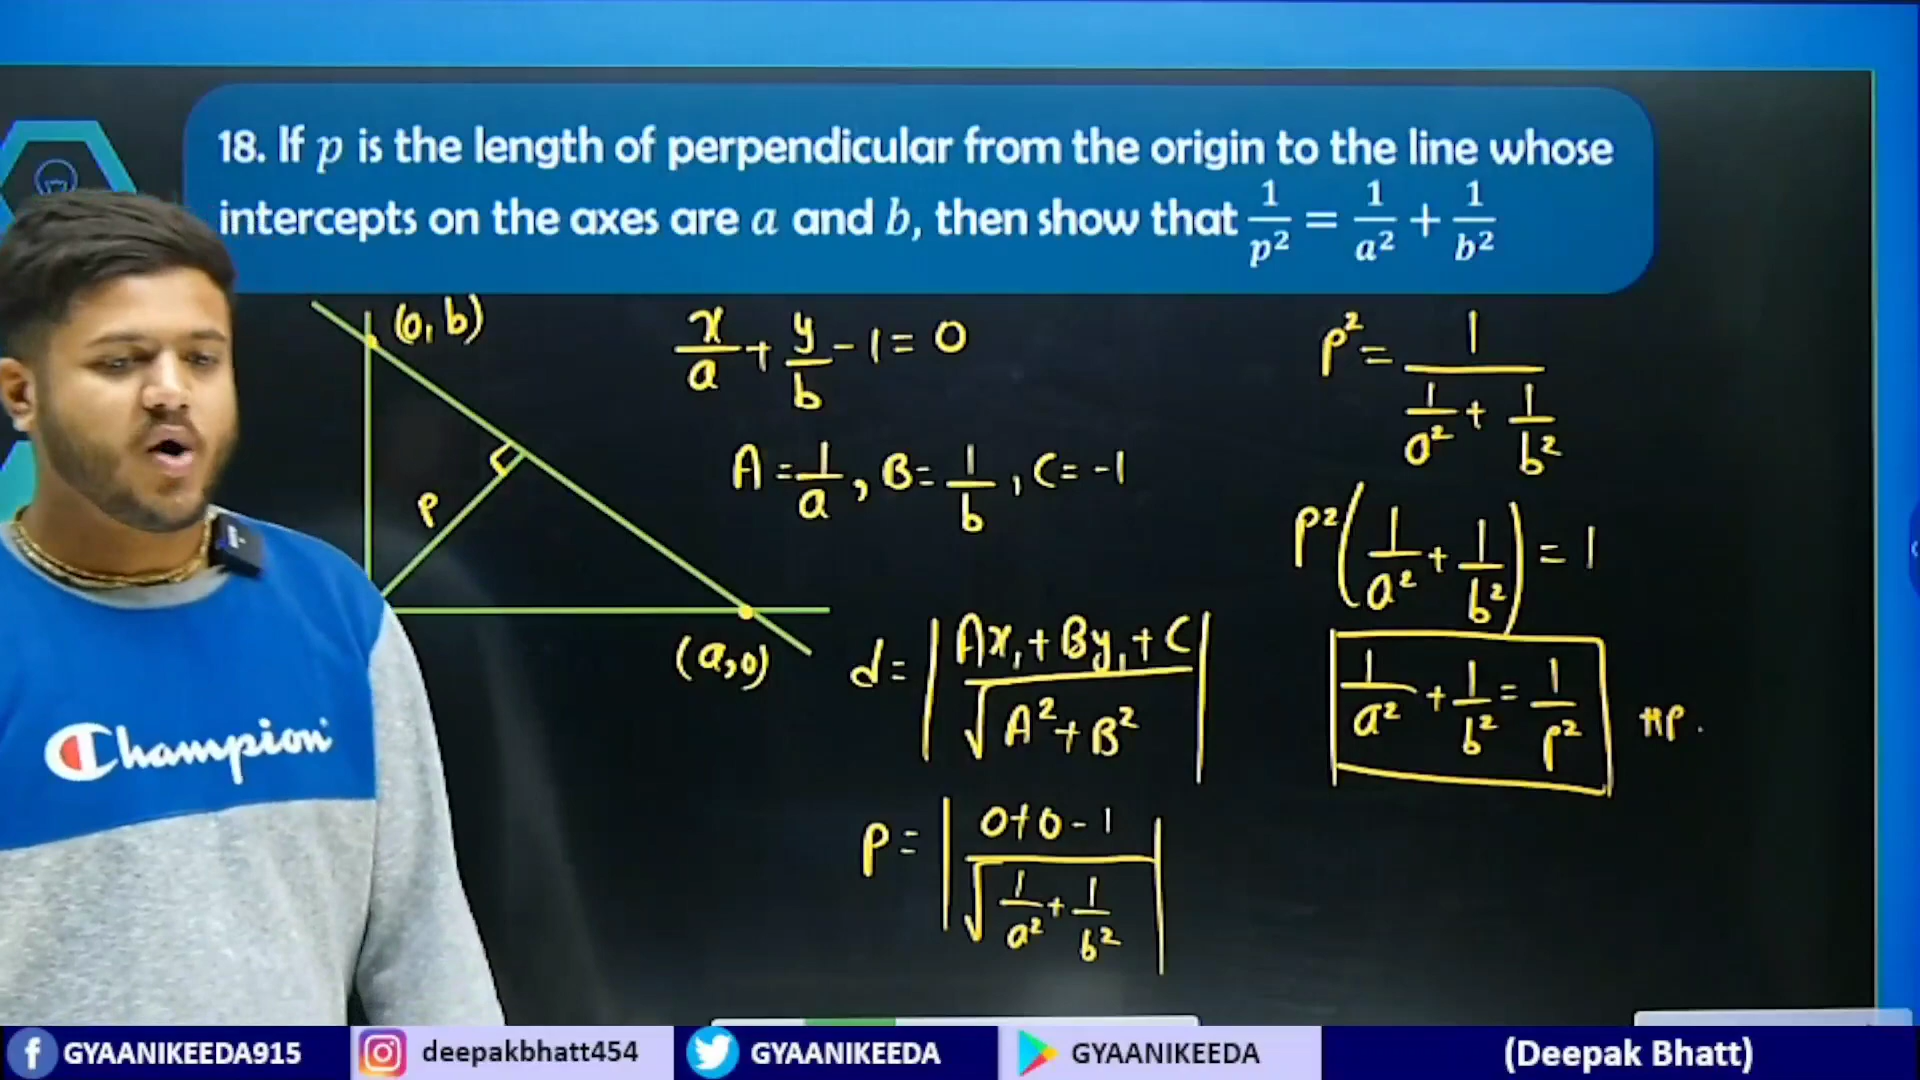 18. If p is the length of perpendicular from the origin to the line whose
intercepts on the axes are a and b, then show that 1/p² = 1/a² + 1/b²
(0, b)
p
(a,0)
x/a + y/b - 1 = 0
A = 1/a, B = 1/b, C = -1
d = | Ax₁ + By₁ + C / √A² + B² |
p = | 0+0-1 / √1/a² + 1/b² |
p² = 1 / 1/a² + 1/b²
p² (1/a² + 1/b²) = 1
1/a² + 1/b² = 1/p² HP.
Champion
GYAANIKEEDA915 deepakbhatt454 GYAANIKEEDA GYAANIKEEDA (Deepak Bhatt)